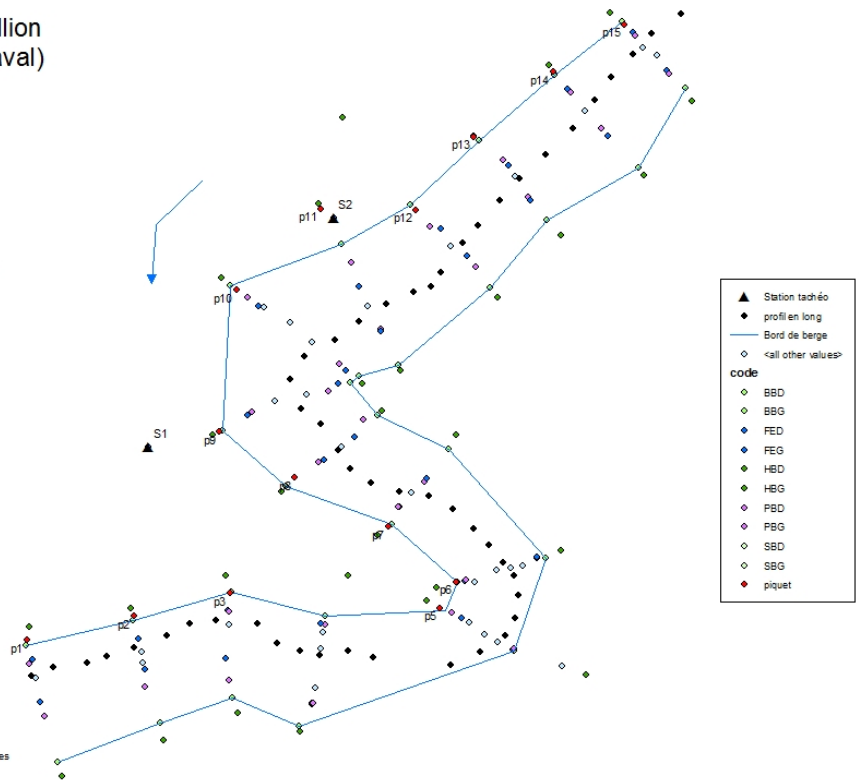 llion
aval)
p15
p14
p13
S2
p11
p12
p10
S1
p9
p8
p7
p6
p5
p3
p2
p1
es
Station tachéo
profil en long
Bord de berge
<all other values>
code
BBD
BBG
FED
FEG
HBD
HBG
PBD
PBG
SBD
SBG
piquet